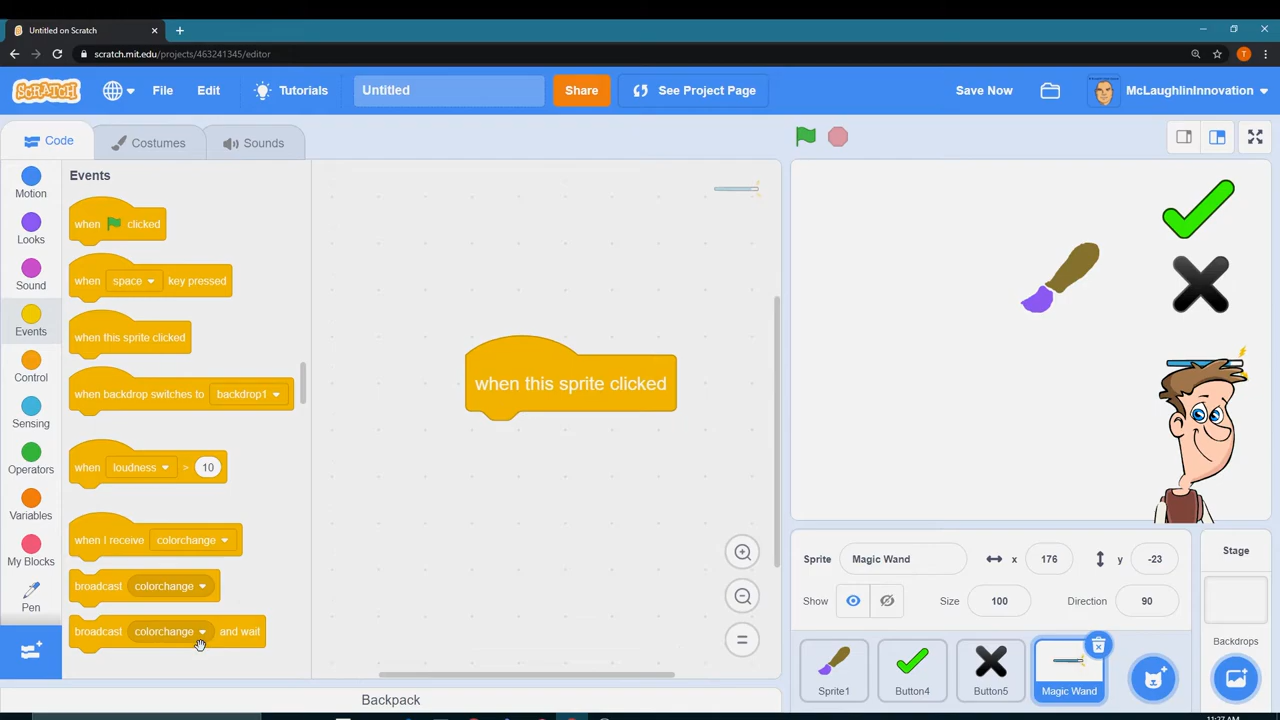 Untitled on Scratch
scratch.mit.edu/projects/463241345/editor
T
SCRATCH
File
Edit
Tutorials
Untitled
Share
See Project Page
Save Now
McLaughlinInnovation
Code
Costumes
Sounds
Motion
Looks
Sound
Events
Control
Sensing
Operators
Variables
My Blocks
Pen
Events
when clicked
when space key pressed
when this sprite clicked
when backdrop switches to backdrop1
when loudness > 10
when I receive colorchange
broadcast colorchange
broadcast colorchange and wait
when this sprite clicked
Backpack
Sprite Magic Wand x 176 y -23
Show Size 100 Direction 90
Sprite1
Button4
Button5
Magic Wand
Stage
Backdrops
11:27 AM